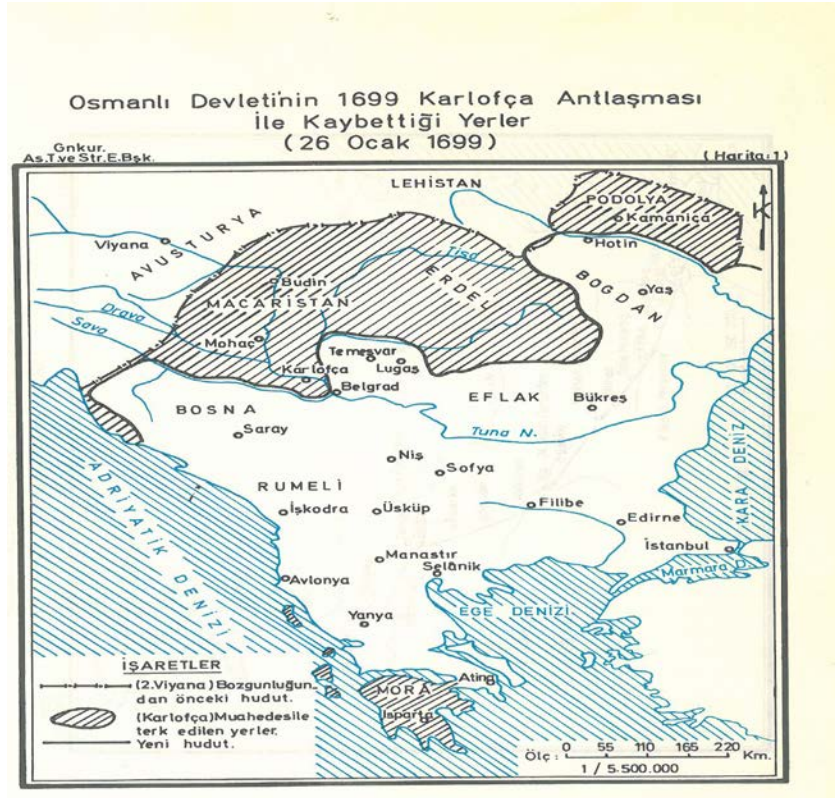 Osmanlı Devleti'nin 1699 Karlofça Antlaşması
İle Kaybettiği Yerler
(26 Ocak 1699)
Gnkur.
As.T.ve Str.E.Bşk.
(Harita:1)
LEHİSTAN
PODOLYA
Kamaniça
K
Hotin
AVUSTURYA
Viyana
Tisa
ERDEL
BOGDAN
Yaş
Budin
MACARİSTAN
Drava
Sava
Mohaç
Temeşvar
Lugaş
Karlofça
Belgrad
EFLAK
Bükreş
BOSNA
Saray
Tuna N.
KARA DENİZ
Niş
Sofya
RUMELİ
İşkodra
Üsküp
Filibe
Edirne
İstanbul
ADRİYATİK DENİZİ
Manastır
Selânik
Marmara D.
Avlonya
EGE DENİZİ
Yanya
Atina
MORA
Isparta
İŞARETLER
(2.Viyana) Bozgunluğun_
dan önceki hudut.
(Karlofça) Muahedesile
terk edilen yerler.
Yeni hudut.
Ölç: 0 55 110 165 220 Km.
1 / 5.500.000